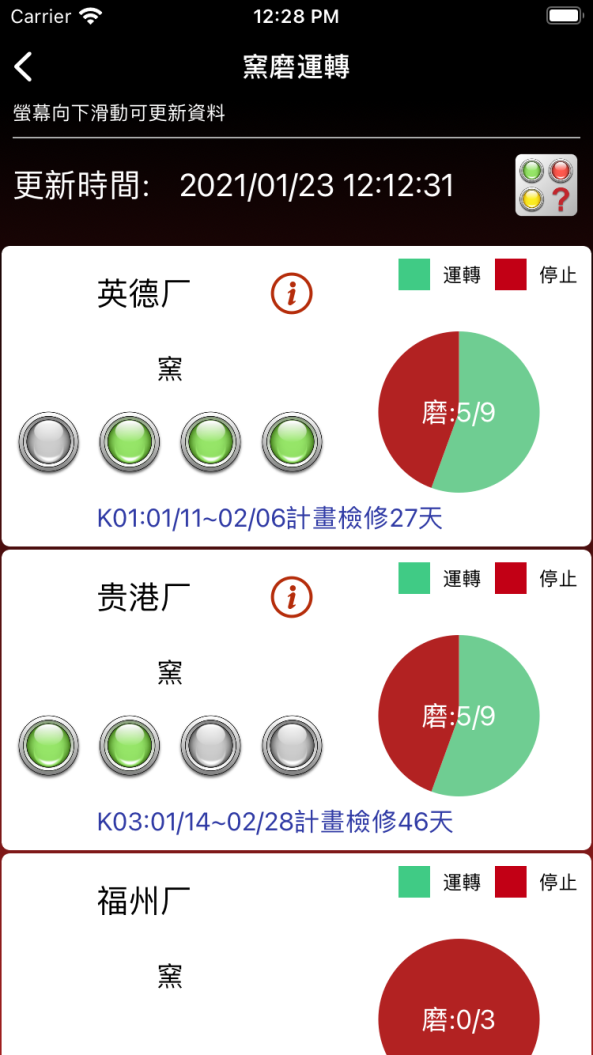 Carrier 12:28 PM
窯磨運轉
螢幕向下滑動可更新資料
更新時間: 2021/01/23 12:12:31
?
英德厂 i 運轉 停止
窯
磨:5/9
K01:01/11~02/06計畫檢修27天
贵港厂 i 運轉 停止
窯
磨:5/9
K03:01/14~02/28計畫檢修46天
福州厂 運轉 停止
窯
磨:0/3